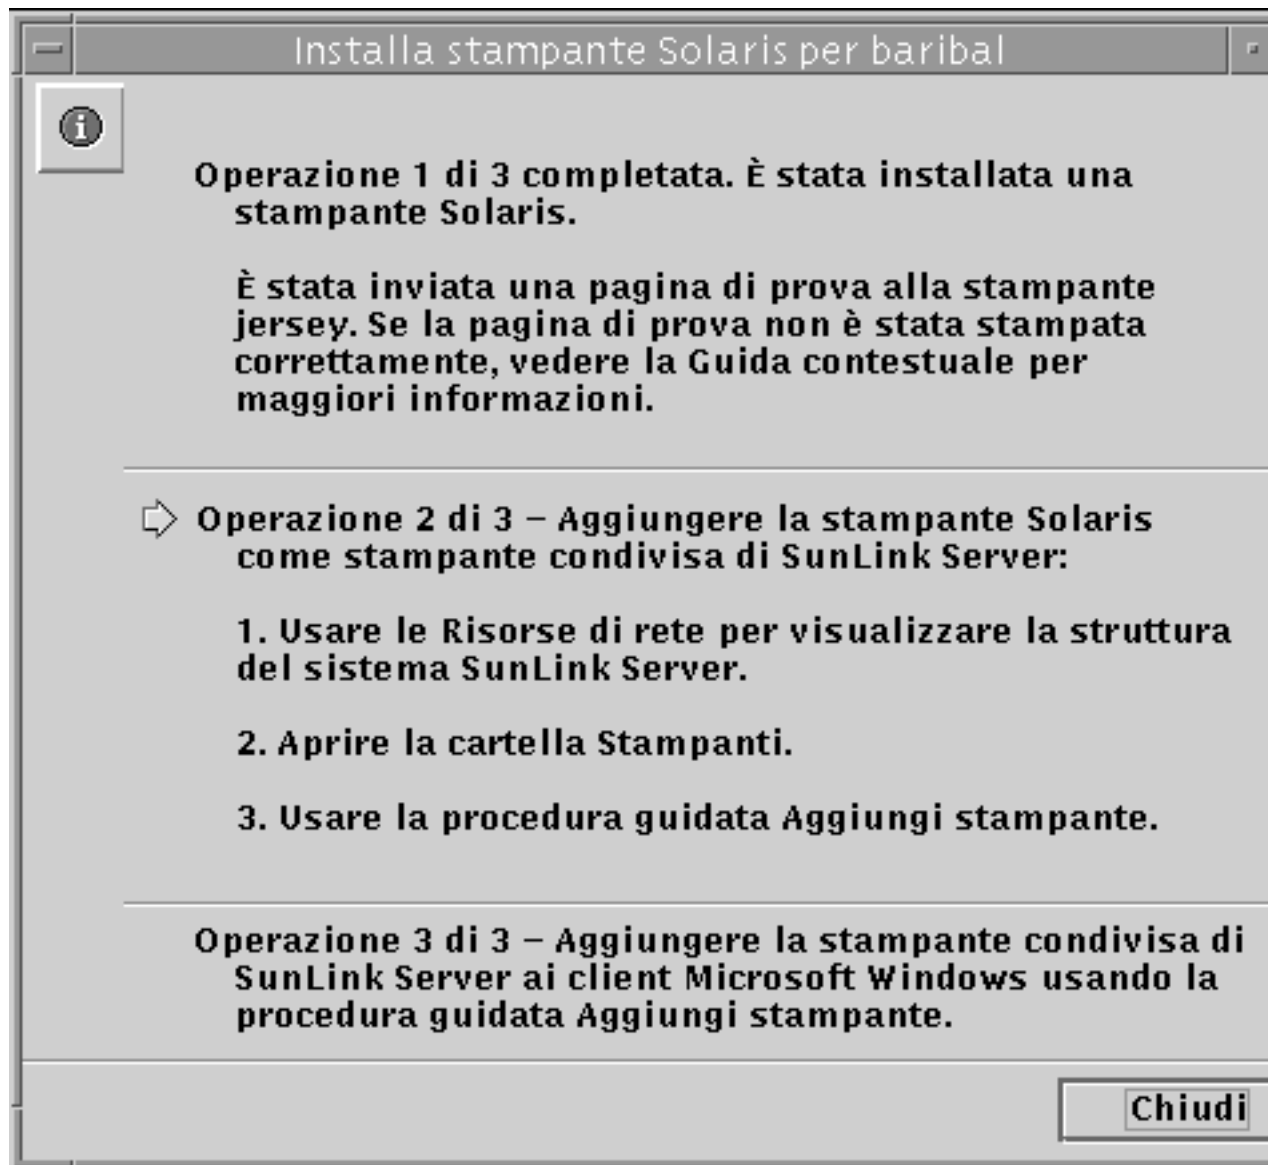 Installa stampante Solaris per baribal
Operazione 1 di 3 completata. È stata installata una
stampante Solaris.
È stata inviata una pagina di prova alla stampante
jersey. Se la pagina di prova non è stata stampata
correttamente, vedere la Guida contestuale per
maggiori informazioni.
Operazione 2 di 3 – Aggiungere la stampante Solaris
come stampante condivisa di SunLink Server:
1. Usare le Risorse di rete per visualizzare la struttura
del sistema SunLink Server.
2. Aprire la cartella Stampanti.
3. Usare la procedura guidata Aggiungi stampante.
Operazione 3 di 3 – Aggiungere la stampante condivisa di
SunLink Server ai client Microsoft Windows usando la
procedura guidata Aggiungi stampante.
Chiudi